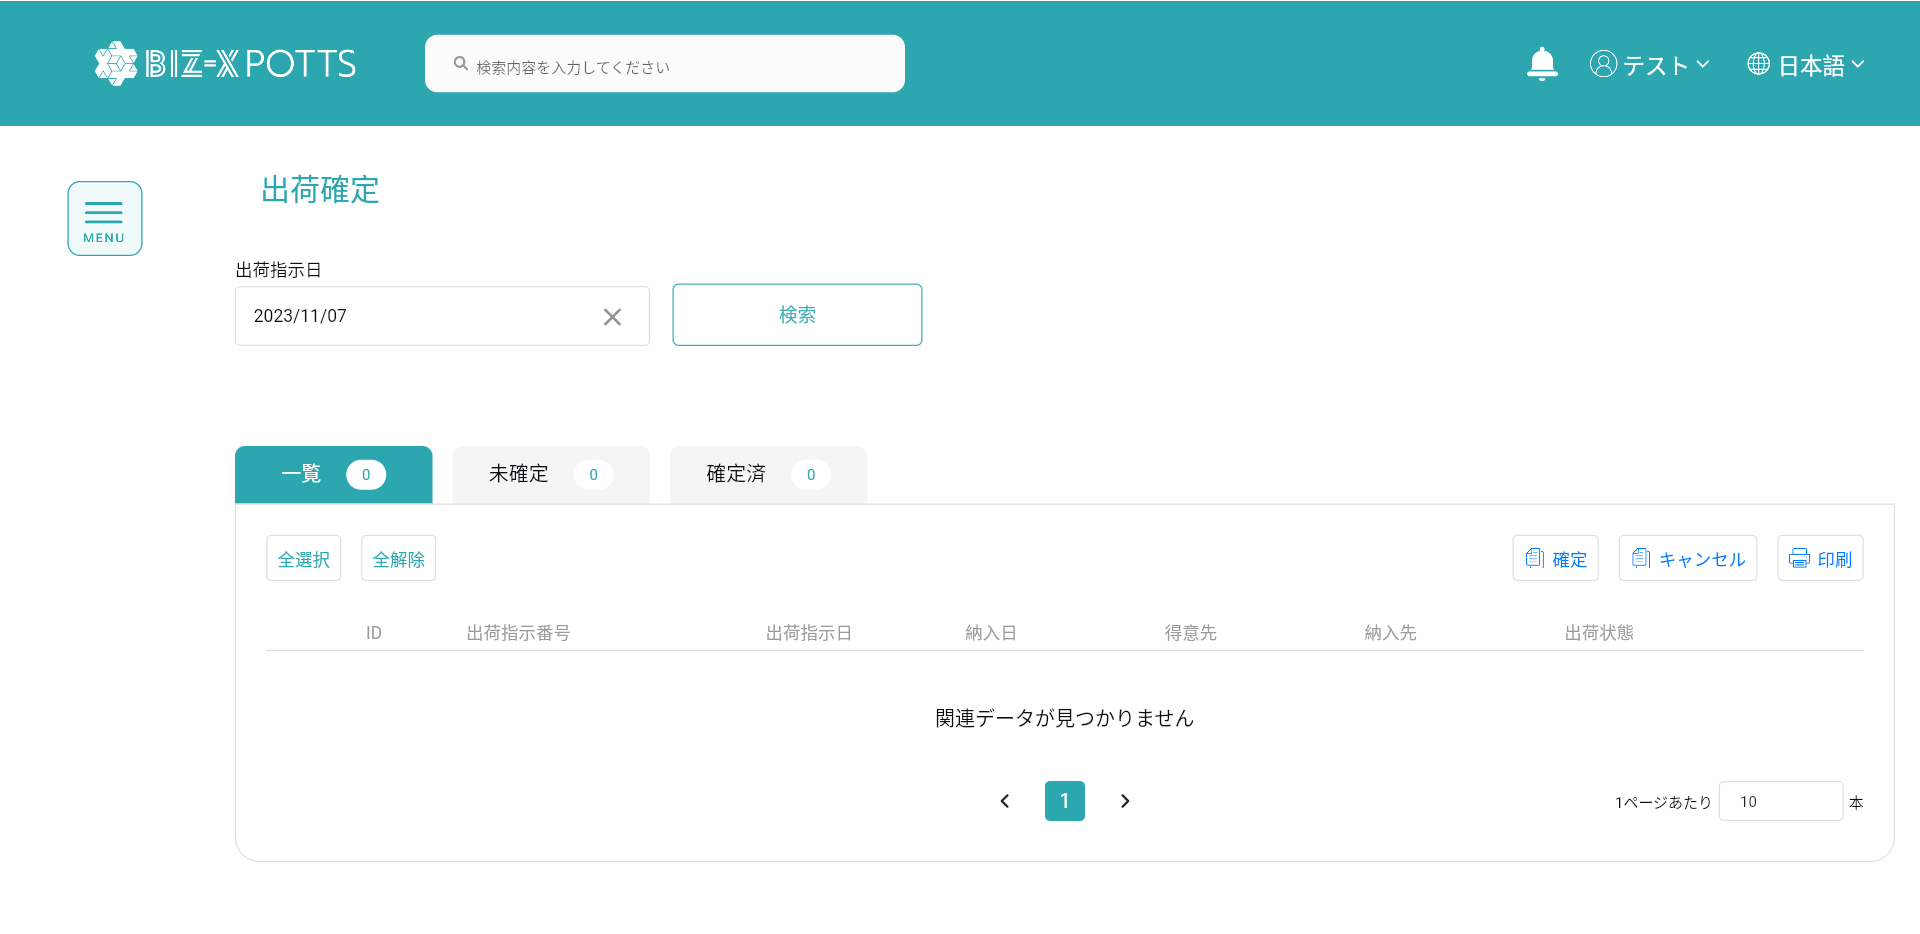 BIZ-X POTTS
検索内容を入力してください
テスト
日本語
MENU
出荷確定
出荷指示日
2023/11/07
検索
一覧 0
未確定 0
確定済 0
全選択
全解除
確定
キャンセル
印刷
ID 出荷指示番号 出荷指示日 納入日 得意先 納入先 出荷状態
関連データが見つかりません
1
1ページあたり 10 本